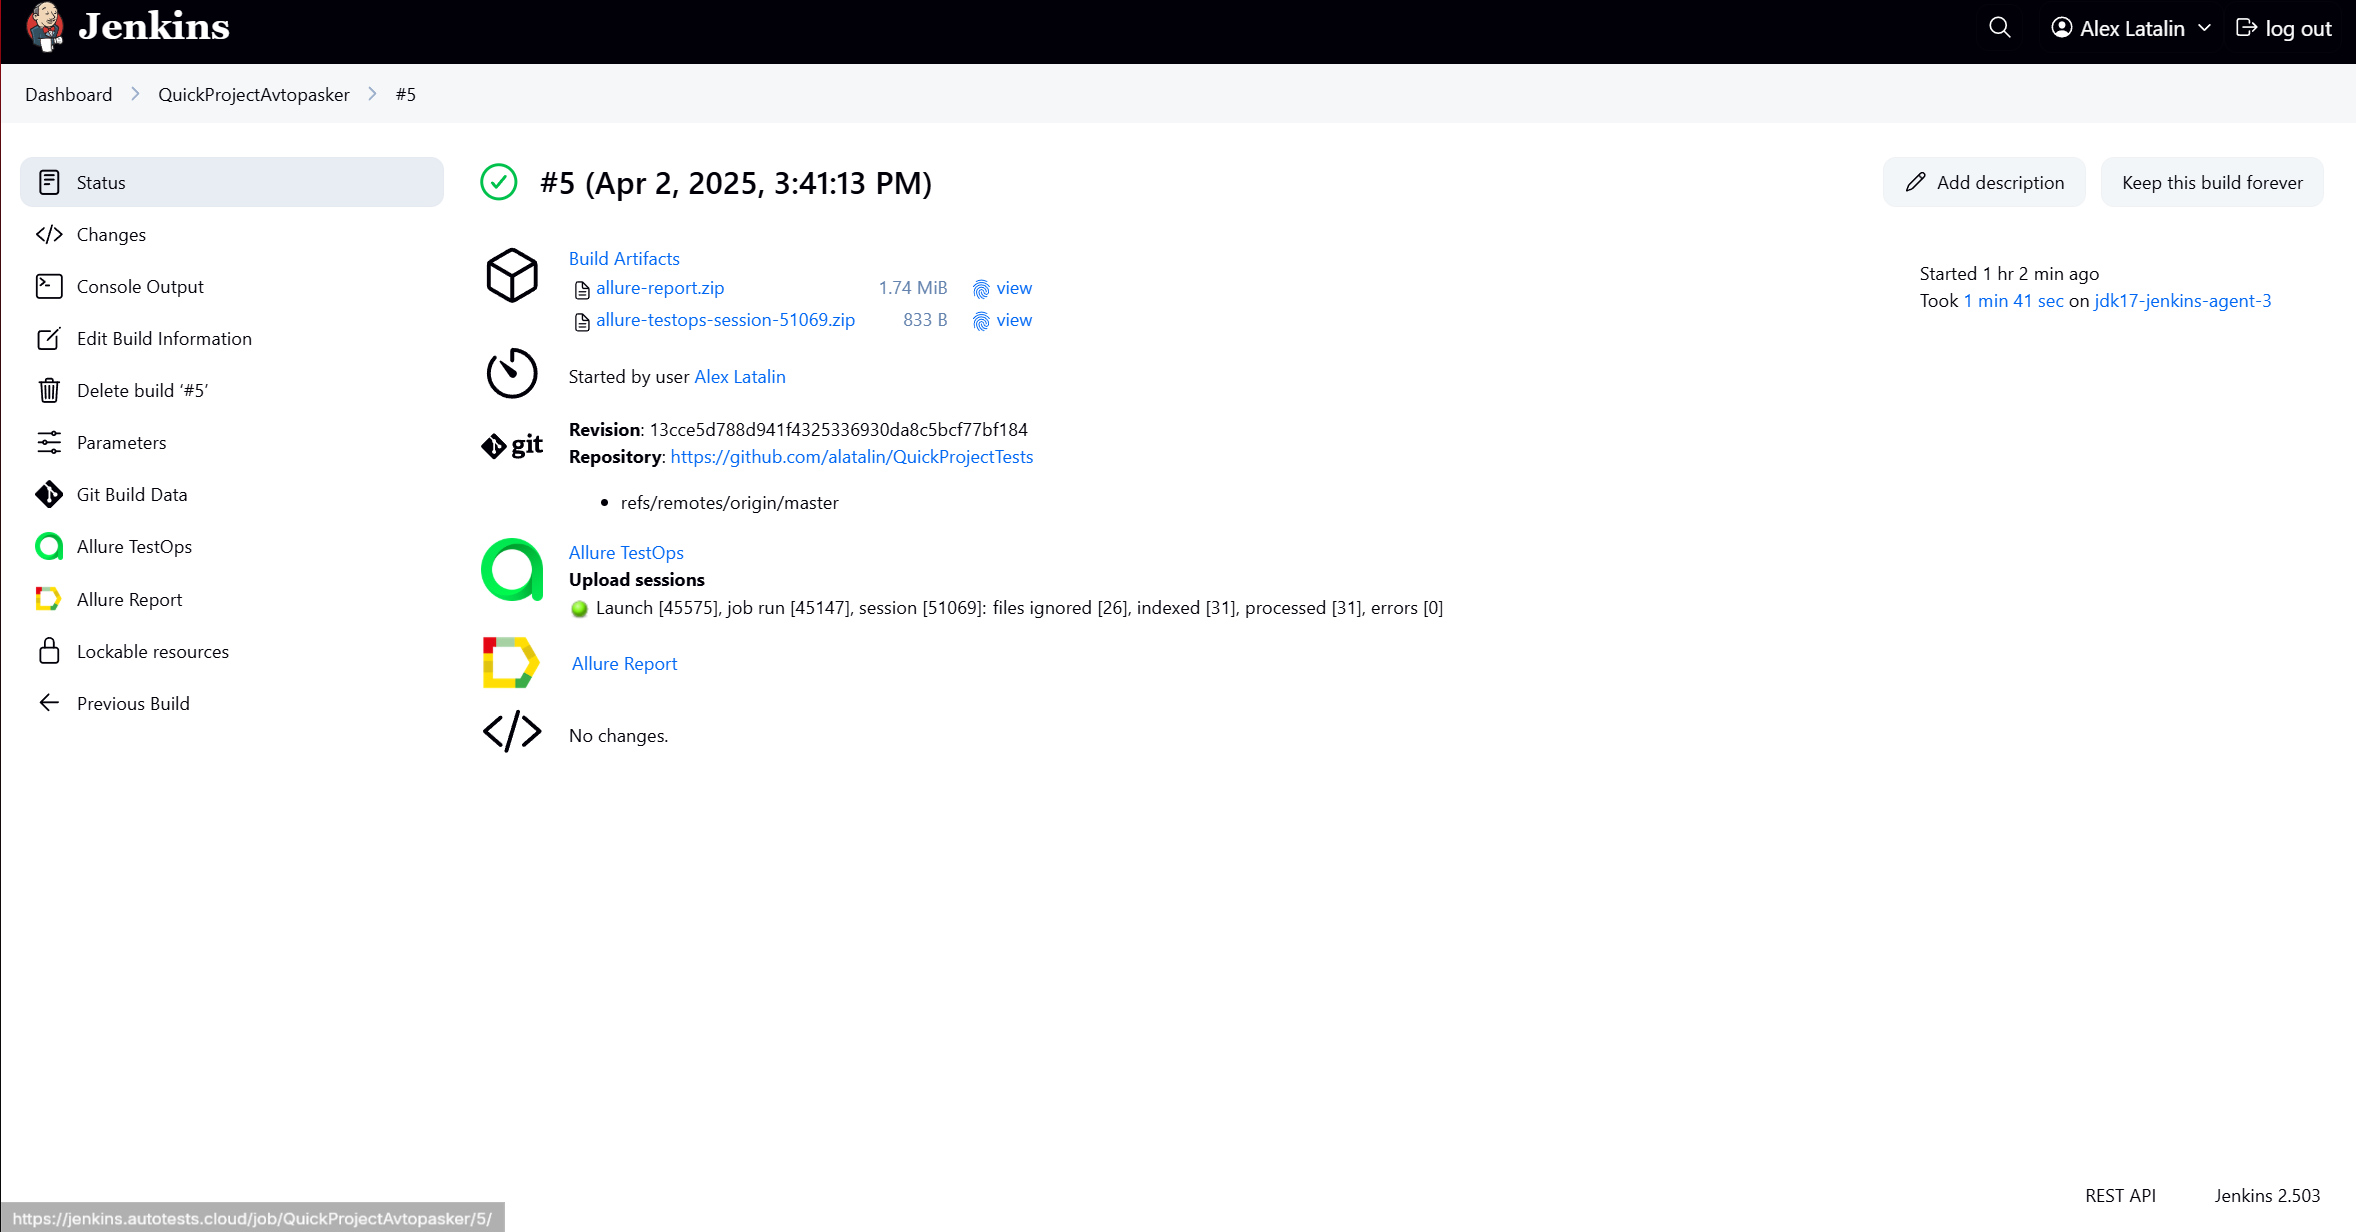 Jenkins
Alex Latalin
log out
Dashboard
QuickProjectAvtopasker
#5
Status
Changes
Console Output
Edit Build Information
Delete build ‘#5’
Parameters
Git Build Data
Allure TestOps
Allure Report
Lockable resources
Previous Build
#5 (Apr 2, 2025, 3:41:13 PM)
Add description
Keep this build forever
Started 1 hr 2 min ago
Took 1 min 41 sec on jdk17-jenkins-agent-3
Build Artifacts
allure-report.zip 1.74 MiB view
allure-testops-session-51069.zip 833 B view
Started by user Alex Latalin
git
Revision: 13cce5d788d941f4325336930da8c5bcf77bf184
Repository: https://github.com/alatalin/QuickProjectTests
refs/remotes/origin/master
Allure TestOps
Upload sessions
Launch [45575], job run [45147], session [51069]: files ignored [26], indexed [31], processed [31], errors [0]
Allure Report
No changes.
REST API
Jenkins 2.503
https://jenkins.autotests.cloud/job/QuickProjectAvtopasker/5/